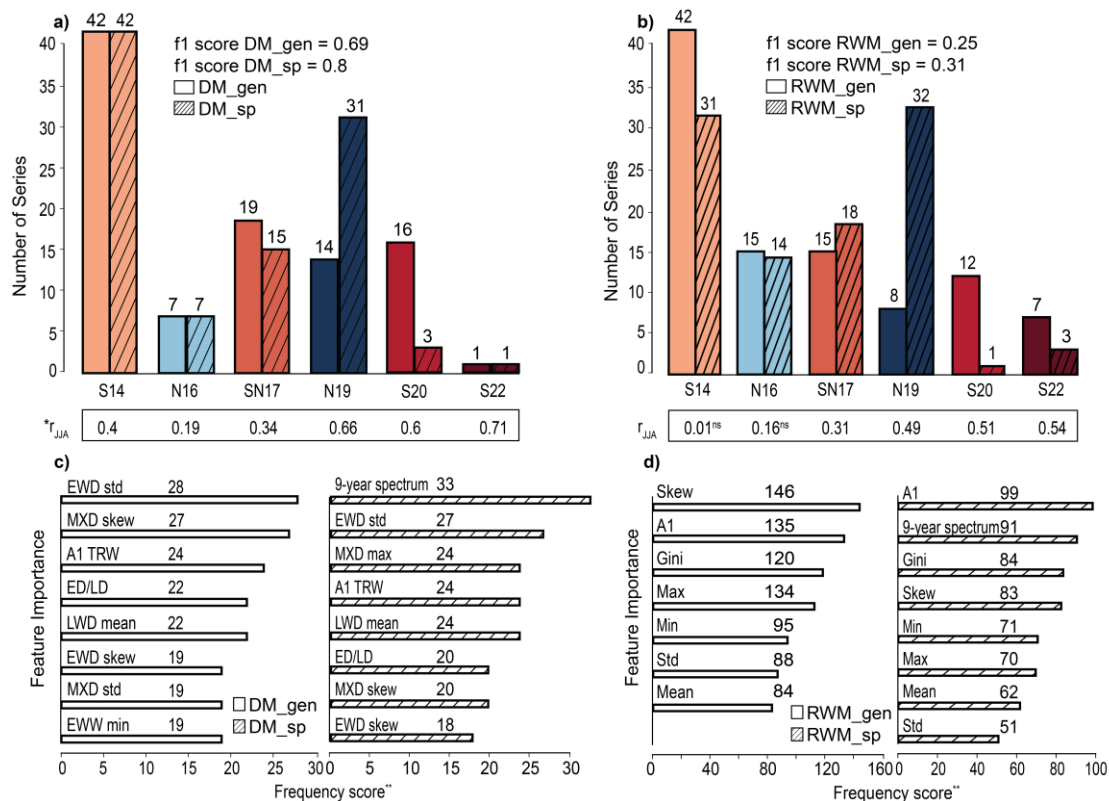 a)
42 42
f1 score DM_gen = 0.69
f1 score DM_sp = 0.8
DM_gen
DM_sp
7 7
19 15
14 31
16 3
1 1
Number of Series
40
35
30
25
20
15
10
5
0
S14 N16 SN17 N19 S20 S22
*rJJA 0.4 0.19 0.34 0.66 0.6 0.71
b)
42 31
f1 score RWM_gen = 0.25
f1 score RWM_sp = 0.31
RWM_gen
RWM_sp
15 14
15 18
8 32
12 1
7 3
Number of Series
40
35
30
25
20
15
10
5
0
S14 N16 SN17 N19 S20 S22
rJJA 0.01ns 0.16ns 0.31 0.49 0.51 0.54
c)
Feature Importance
EWD std 28
MXD skew 27
A1 TRW 24
ED/LD 22
LWD mean 22
EWD skew 19
MXD std 19
EWW min 19
DM_gen
DM_sp
0 5 10 15 20 25 30
9-year spectrum 33
EWD std 27
MXD max 24
A1 TRW 24
LWD mean 24
ED/LD 20
MXD skew 20
EWD skew 18
0 5 10 15 20 25 30
Frequency score**
d)
Feature Importance
Skew 146
A1 135
Gini 120
Max 134
Min 95
Std 88
Mean 84
RWM_gen
RWM_sp
0 40 80 120 160
A1 99
9-year spectrum 91
Gini 84
Skew 83
Min 71
Max 70
Mean 62
Std 51
0 20 40 60 80 100
Frequency score**